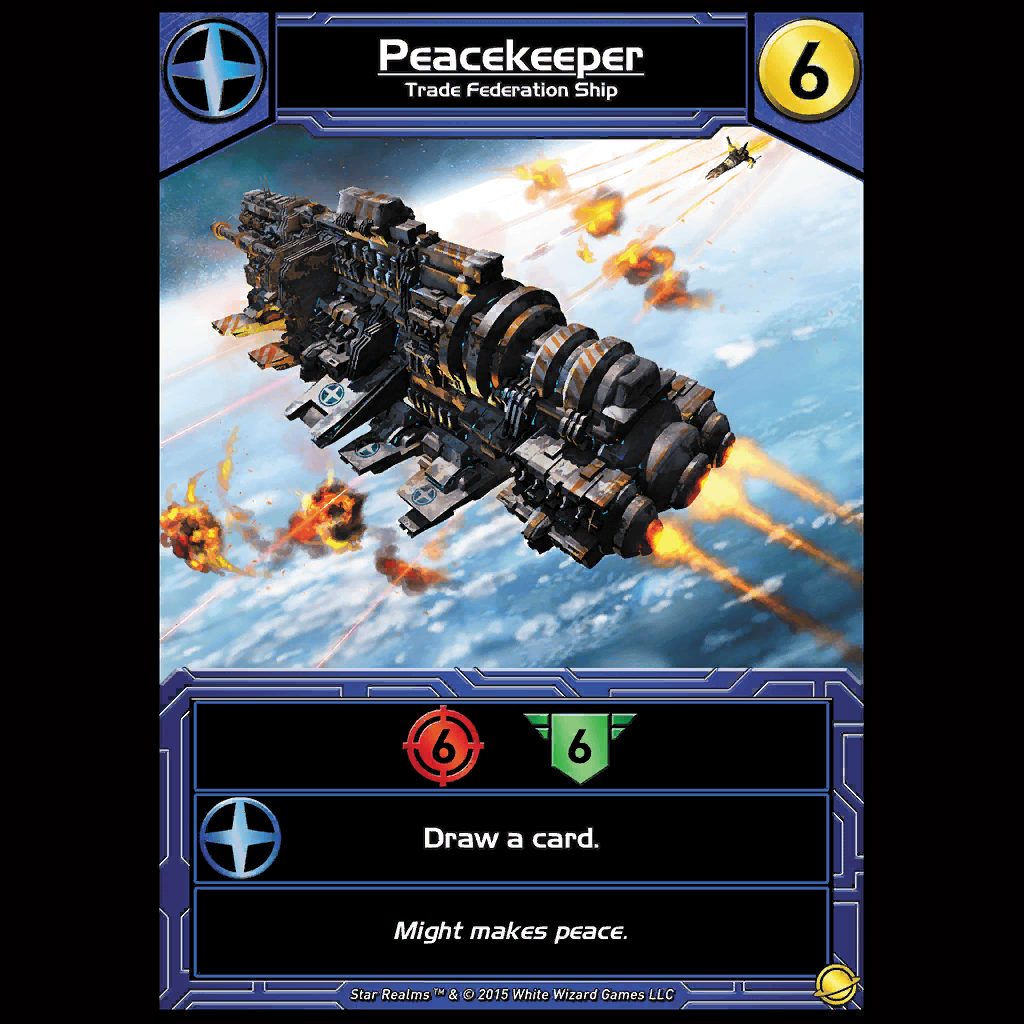 Peacekeeper
Trade Federation Ship
6
6 6
Draw a card.
Might makes peace.
Star Realms™ & © 2015 White Wizard Games LLC